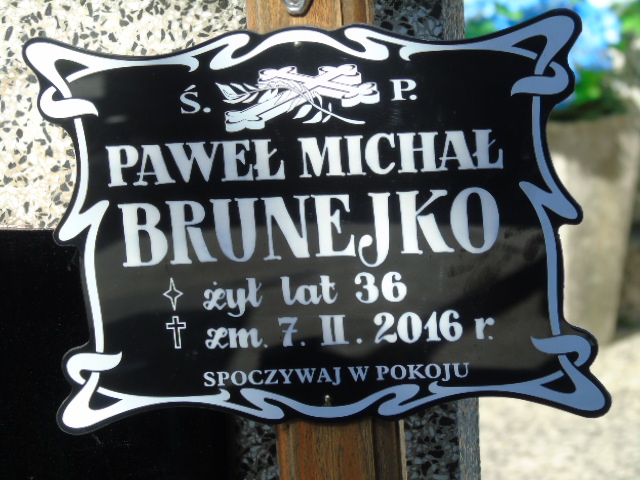 Ś. P.
PAWEŁ MICHAŁ
BRUNEJKO
żył lat 36
zm. 7. II. 2016 r.
SPOCZYWAJ W POKOJU